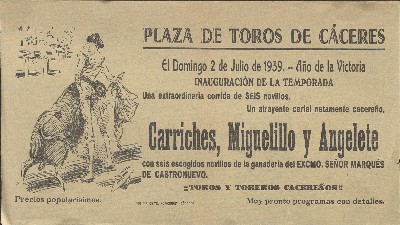 PLAZA DE TOROS DE CÁCERES
El Domingo 2 de Julio de 1939. - Año de la Victoria
INAUGURACIÓN DE LA TEMPORADA
Una extraordinaria corrida de SEIS novillos.
Un atrayente cartel netamente cacereño.
Carriches, Miguelillo y Angelete
con seis escogidos novillos de la ganadería del EXCMO. SEÑOR MARQUÉS
DE CASTRONUEVO.
¡¡TOROS Y TOREROS CACEREÑOS!!
Precios popularísimos.
Muy pronto programas con detalles.